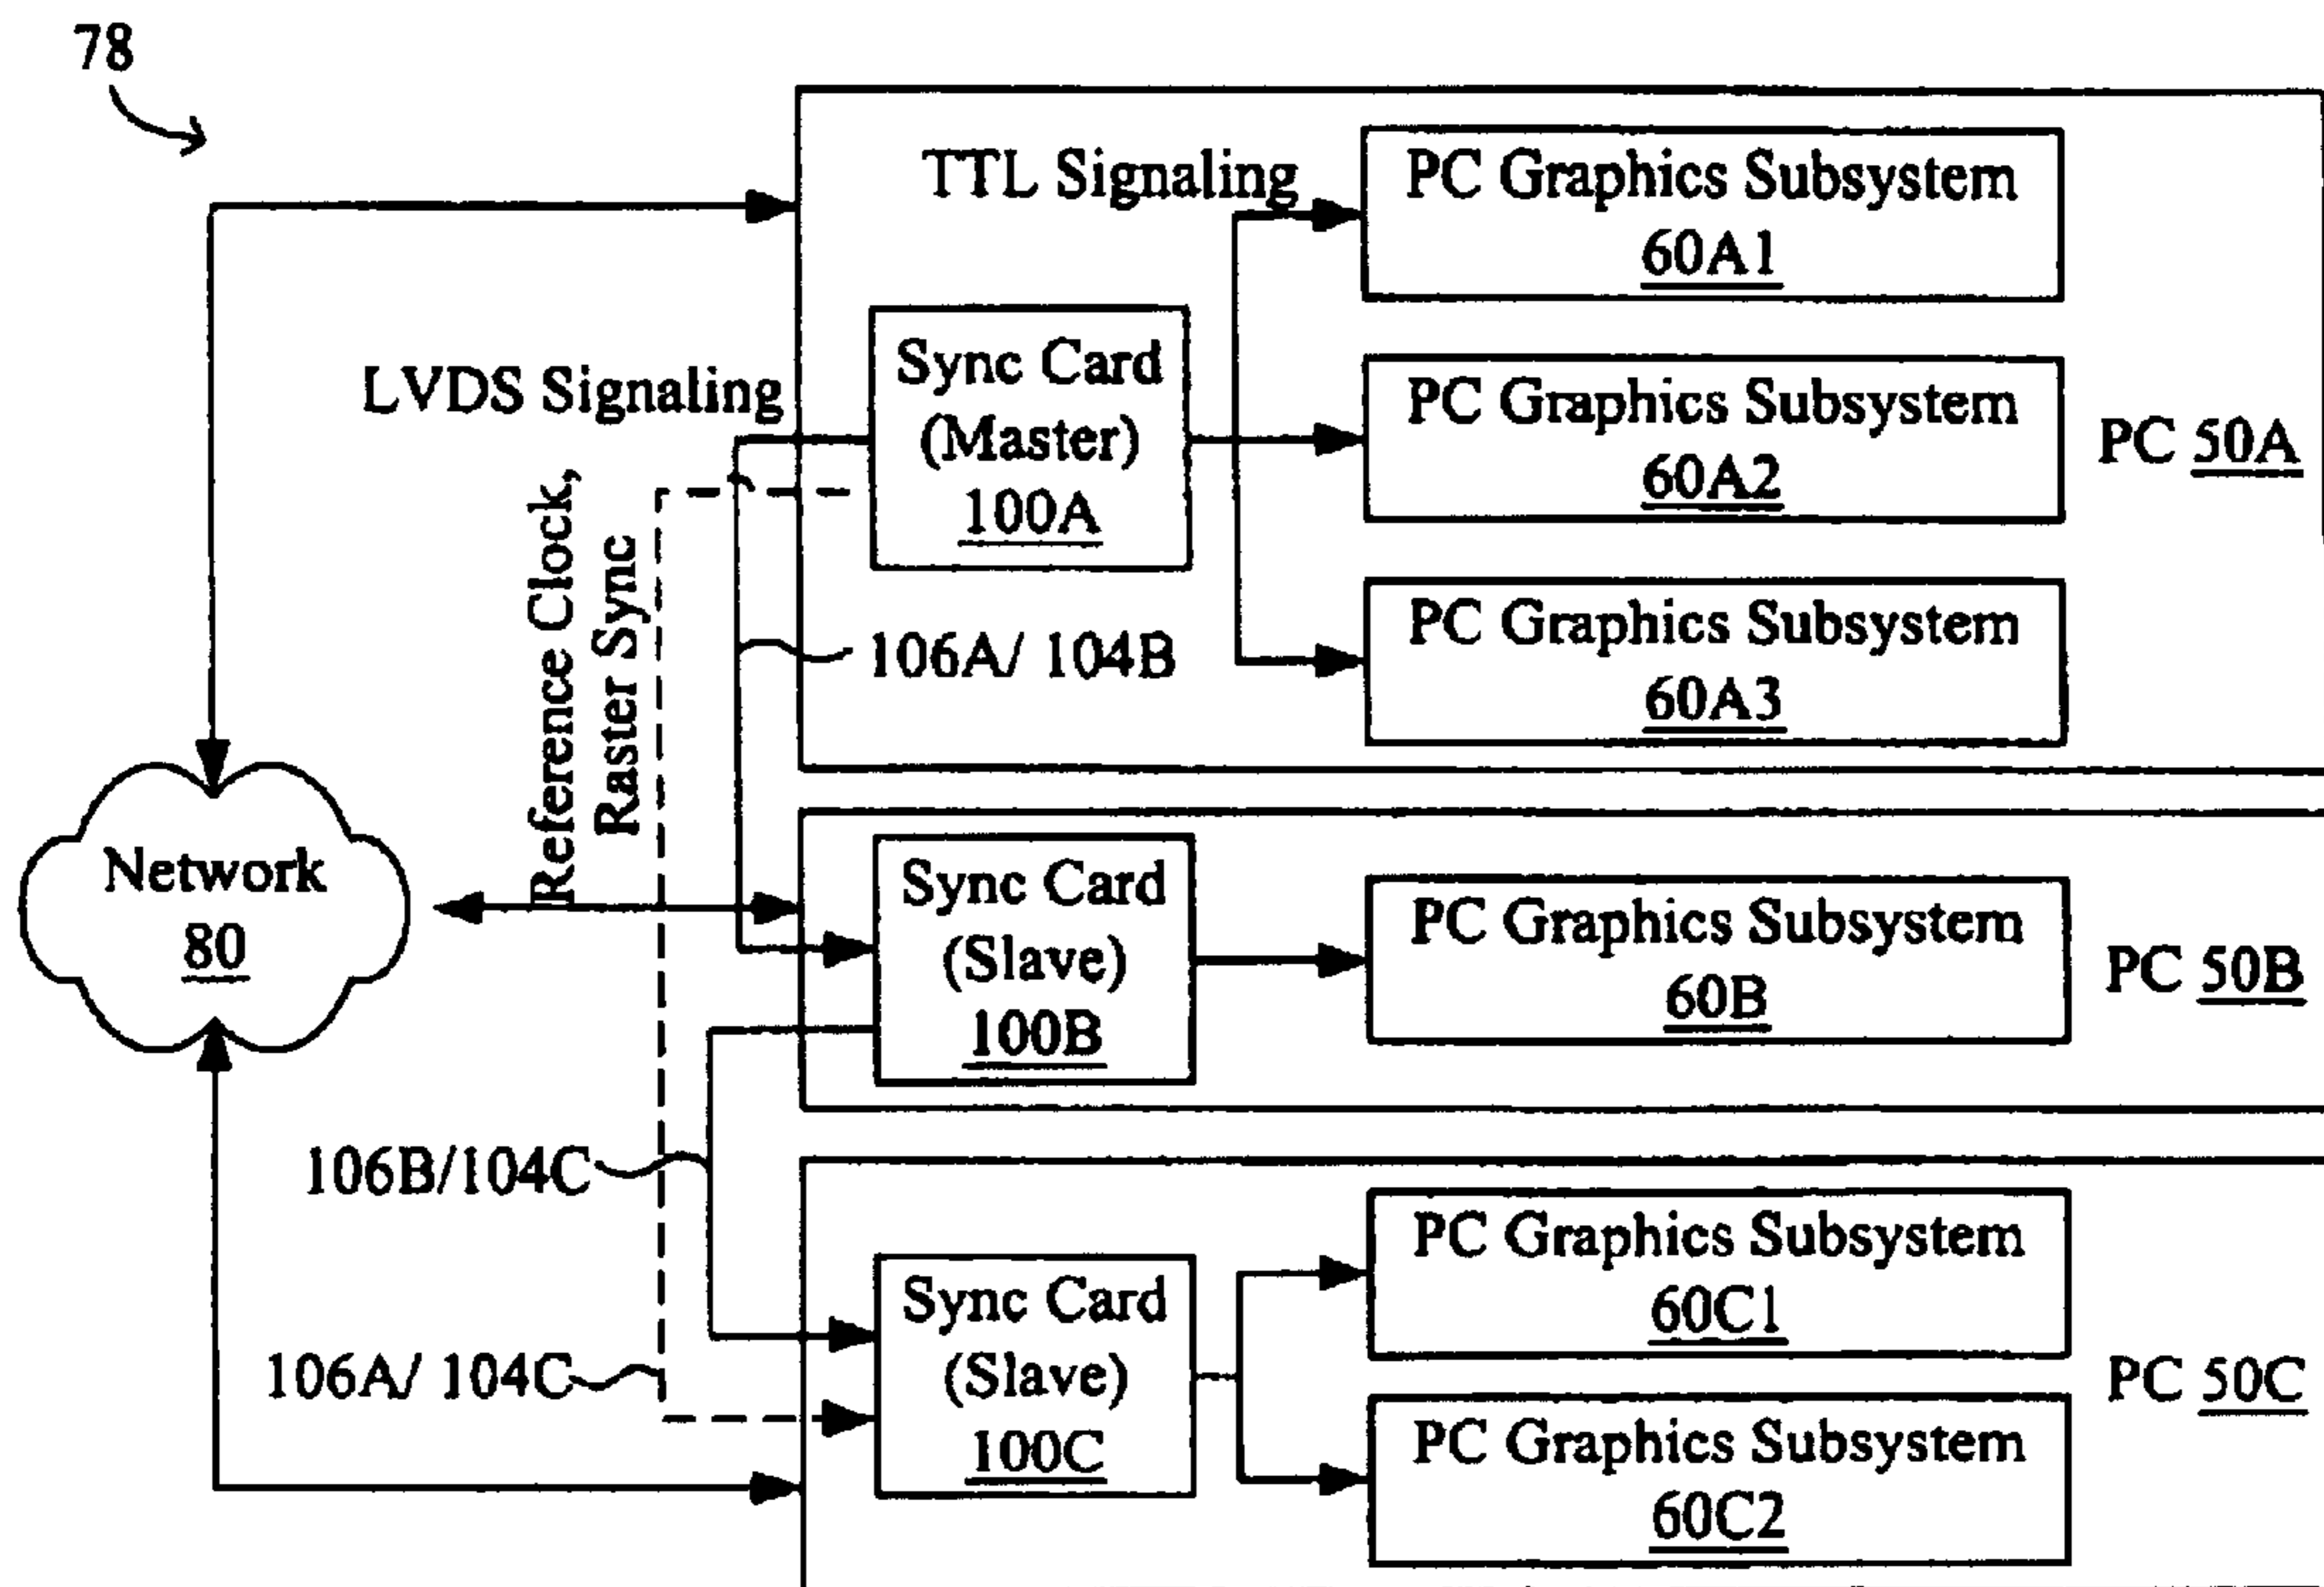 78
TTL Signaling
PC Graphics Subsystem
60A1
LVDS Signaling
Sync Card
(Master)
100A
PC Graphics Subsystem
60A2
PC 50A
Reference Clock,
Raster Sync
106A/ 104B
PC Graphics Subsystem
60A3
Network
80
Sync Card
(Slave)
100B
PC Graphics Subsystem
60B
PC 50B
106B/104C
Sync Card
(Slave)
100C
PC Graphics Subsystem
60C1
106A/ 104C
PC 50C
PC Graphics Subsystem
60C2